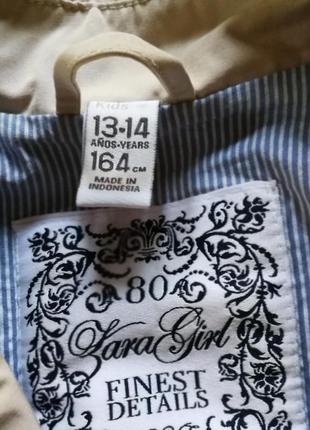 Kids
13-14
AÑOS-YEARS
164 CM
MADE IN
INDONESIA
80
Zara Girl
FINEST
DETAILS